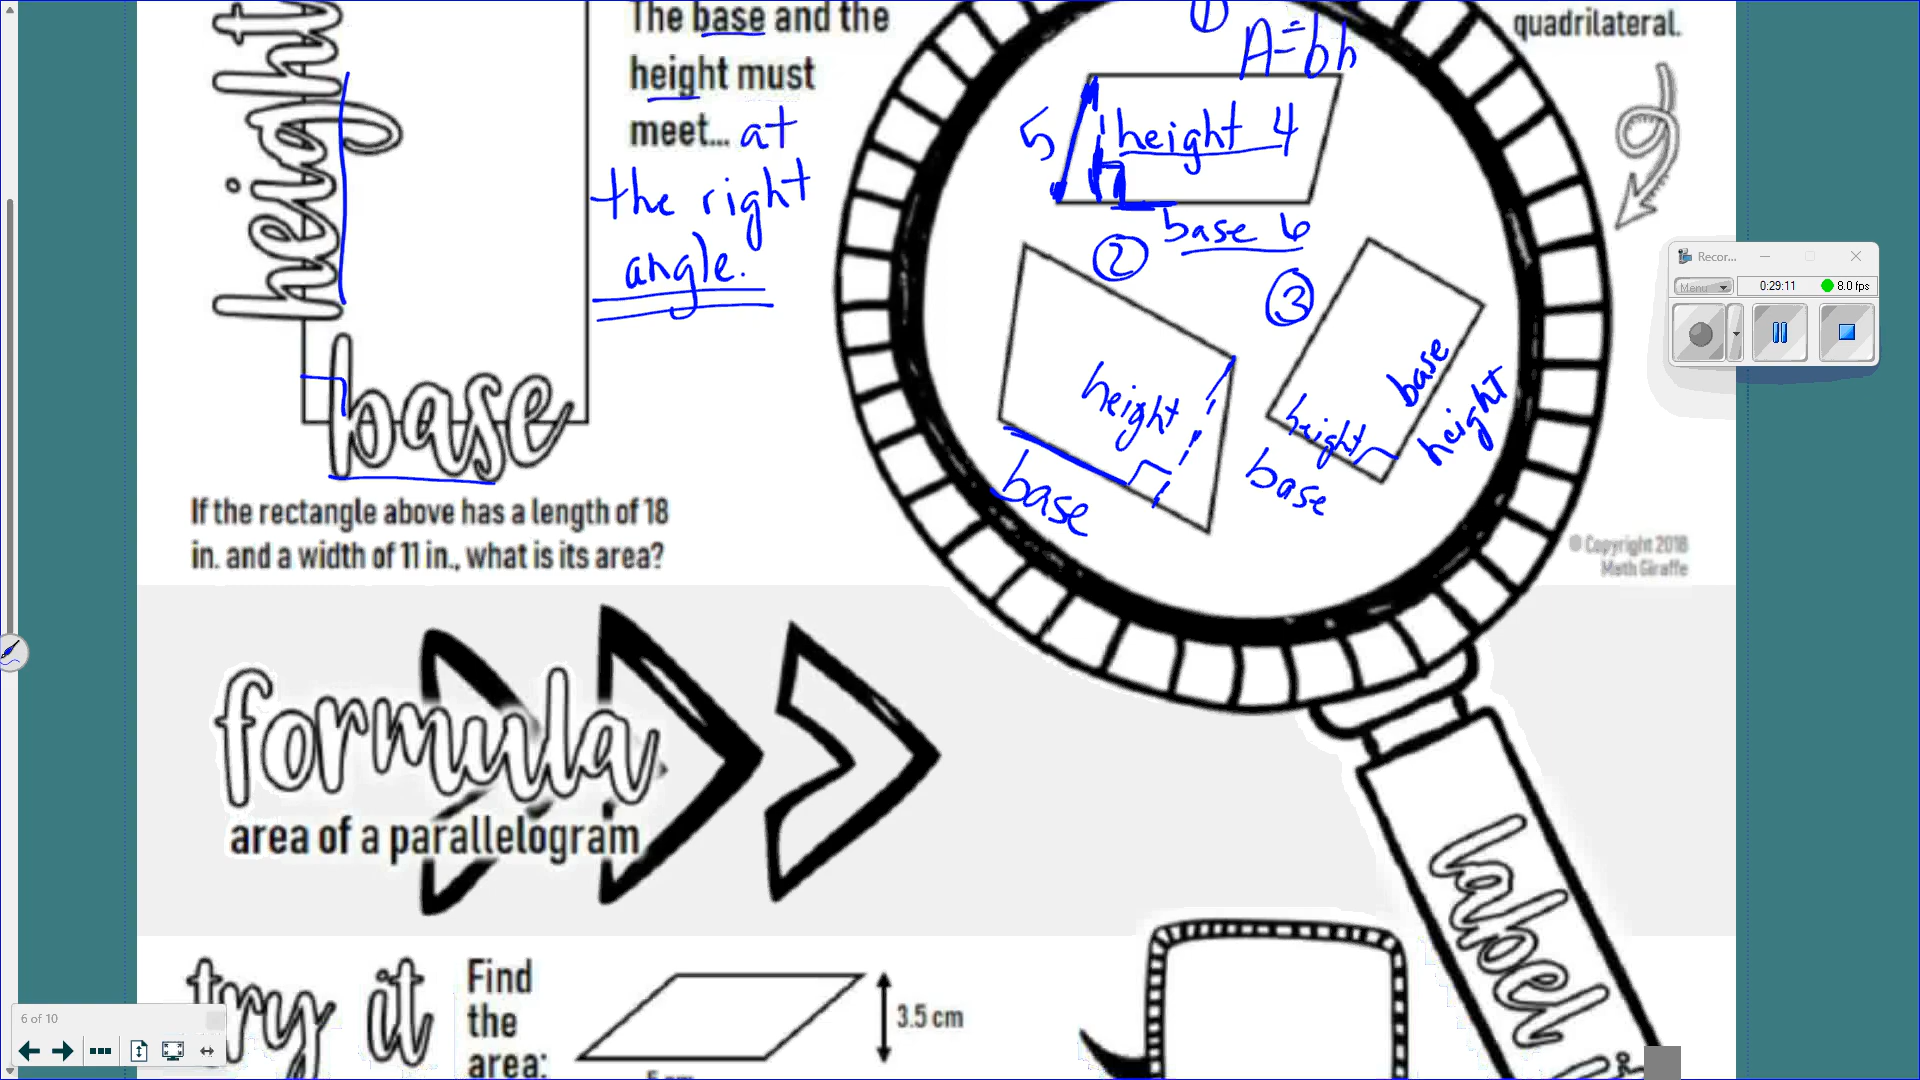 height
base
The base and the
height must
meet... at
the right
angle.
If the rectangle above has a length of 18
in. and a width of 11 in., what is its area?
①
A=bh
5
height 4
base 6
②
height
base
③
base
height
height
base
quadrilateral.
© Copyright 2018
Math Giraffe
Recor...
Menu
0:29:11
8.0 fps
formula
area of a parallelogram
label
try it
Find
the
area:
3.5 cm
6 of 10